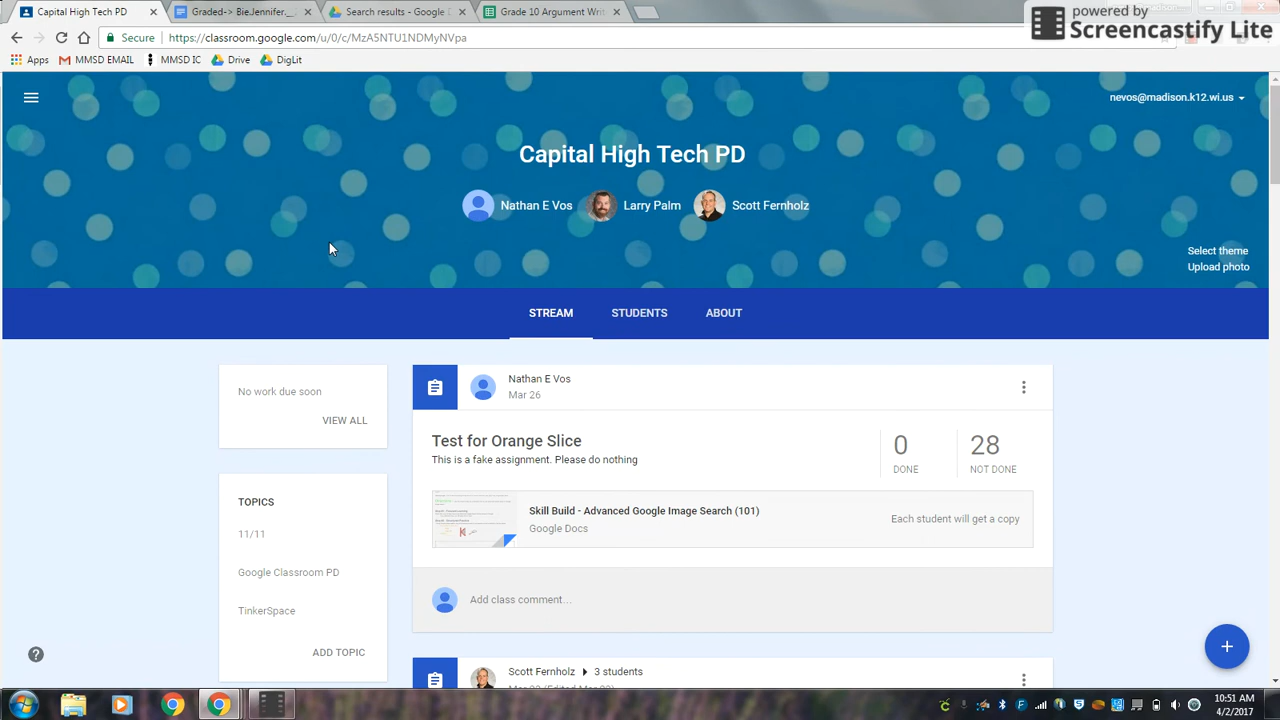 Capital High Tech PD
Graded-> BieJennifer_
Search results - Google D
Grade 10 Argument Writ
powered by
Screencastify Lite
Secure
https://classroom.google.com/u/0/c/MzA5NTU1NDMyNVpa
Apps
MMSD EMAIL
MMSD IC
Drive
DigLit
nevos@madison.k12.wi.us
Capital High Tech PD
Nathan E Vos
Larry Palm
Scott Fernholz
Select theme
Upload photo
STREAM
STUDENTS
ABOUT
No work due soon
VIEW ALL
TOPICS
11/11
Google Classroom PD
TinkerSpace
ADD TOPIC
Nathan E Vos
Mar 26
Test for Orange Slice
This is a fake assignment. Please do nothing
0
DONE
28
NOT DONE
Skill Build - Advanced Google Image Search (101)
Google Docs
Each student will get a copy
Add class comment…
Scott Fernholz
3 students
10:51 AM
4/2/2017